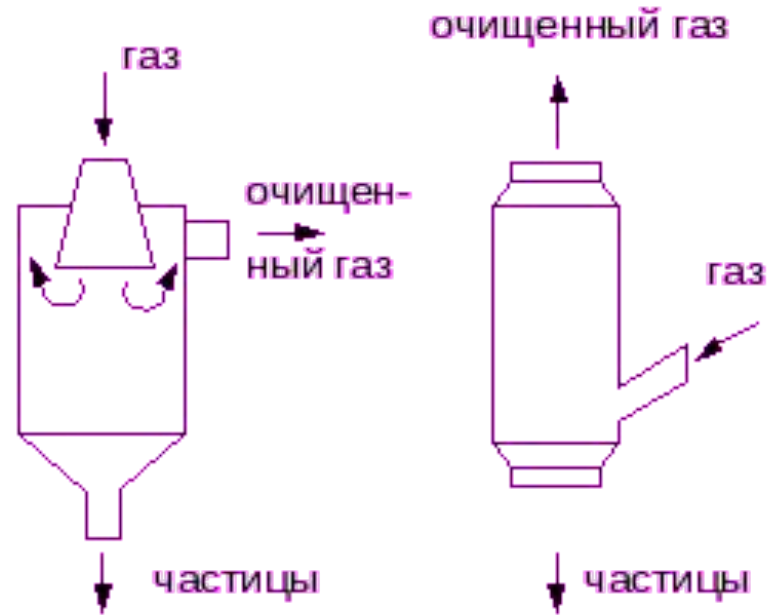 газ
очищен-
ный газ
частицы
очищенный газ
газ
частицы